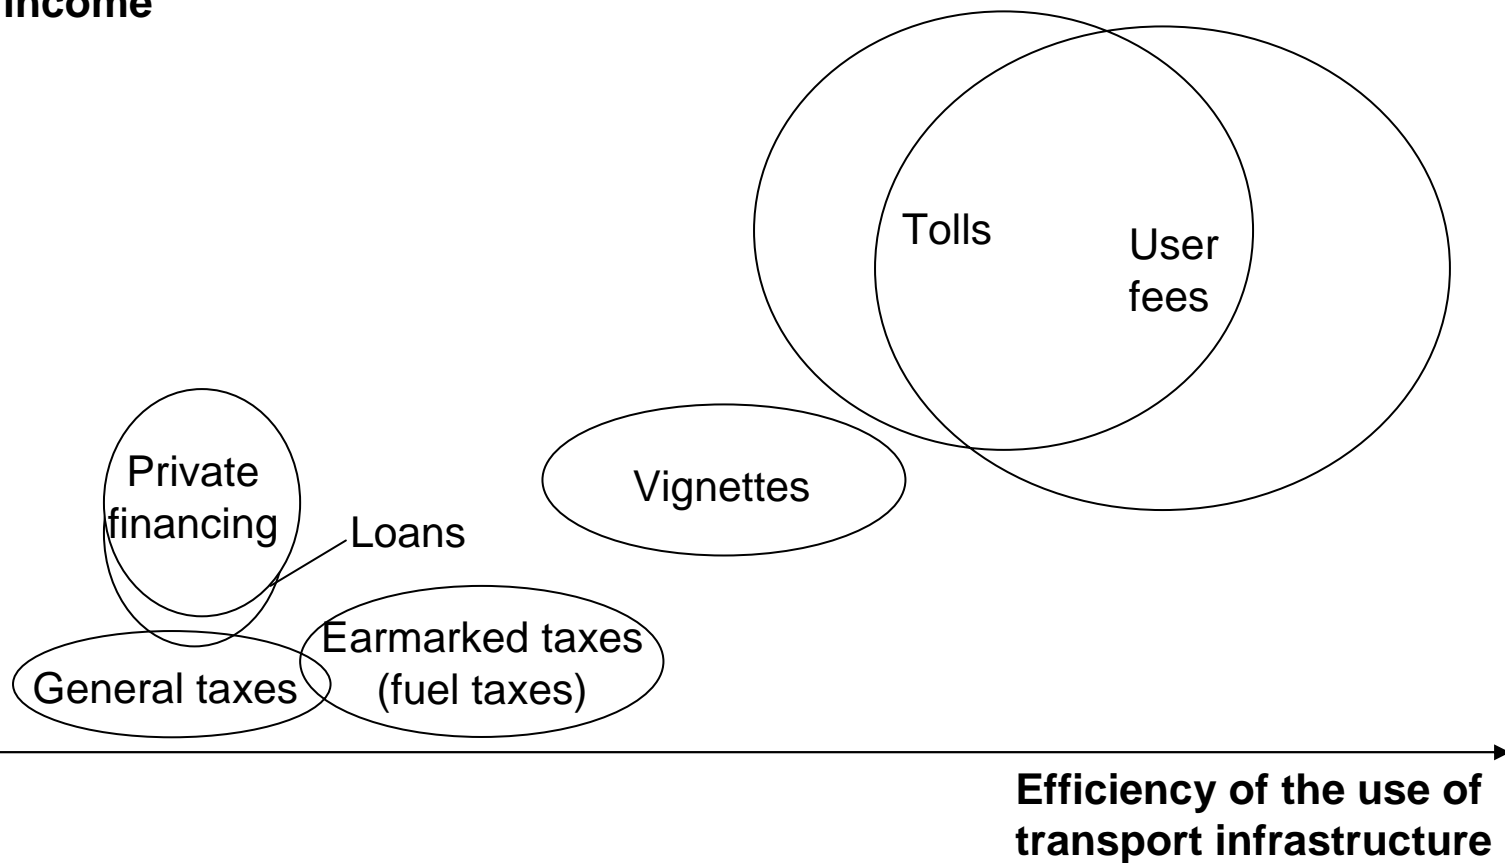 income
Tolls
User
fees
Private
financing
Vignettes
Loans
Earmarked taxes
(fuel taxes)
General taxes
Efficiency of the use of
transport infrastructure